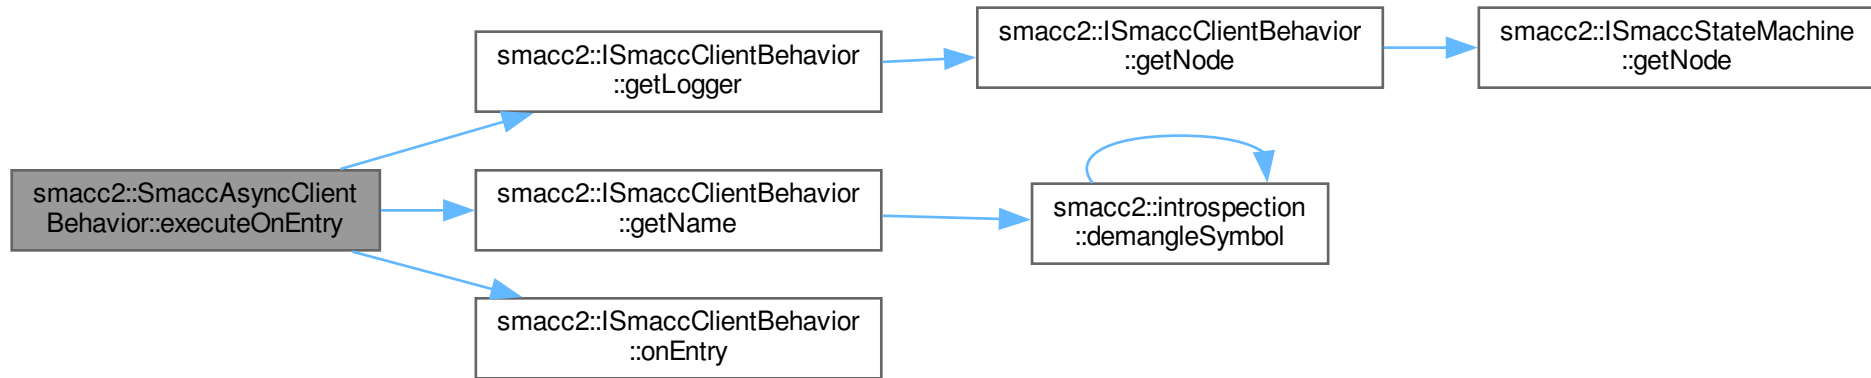 smacc2::SmaccAsyncClient
Behavior::executeOnEntry
smacc2::ISmaccClientBehavior
::getLogger
smacc2::ISmaccClientBehavior
::getNode
smacc2::ISmaccStateMachine
::getNode
smacc2::ISmaccClientBehavior
::getName
smacc2::introspection
::demangleSymbol
smacc2::ISmaccClientBehavior
::onEntry